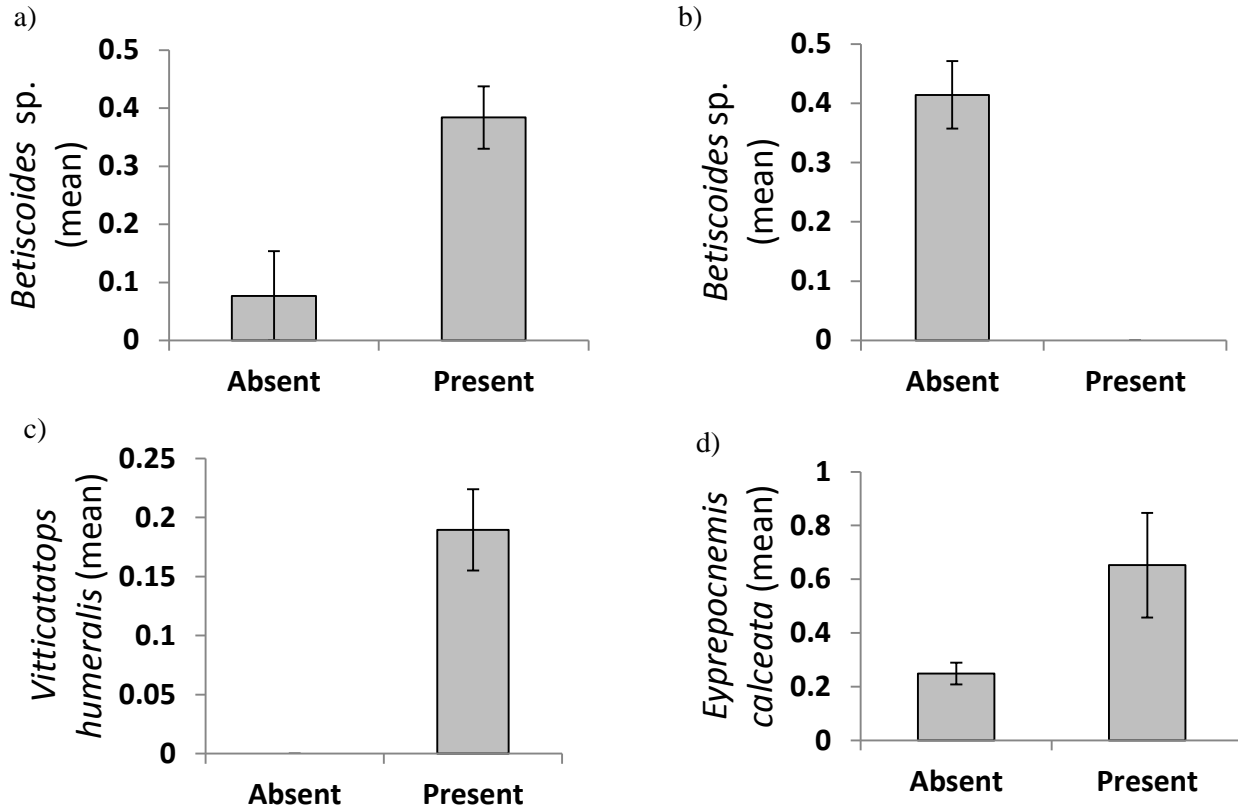 a)
0.5
0.4
0.3
0.2
0.1
0
Betiscoides sp.
(mean)
Absent Present
b)
0.5
0.4
0.3
0.2
0.1
0
Betiscoides sp.
(mean)
Absent Present
c)
0.25
0.2
0.15
0.1
0.05
0
Vitticatatops
humeralis (mean)
Absent Present
d)
1
0.8
0.6
0.4
0.2
0
Eyprepocnemis
calceata (mean)
Absent Present